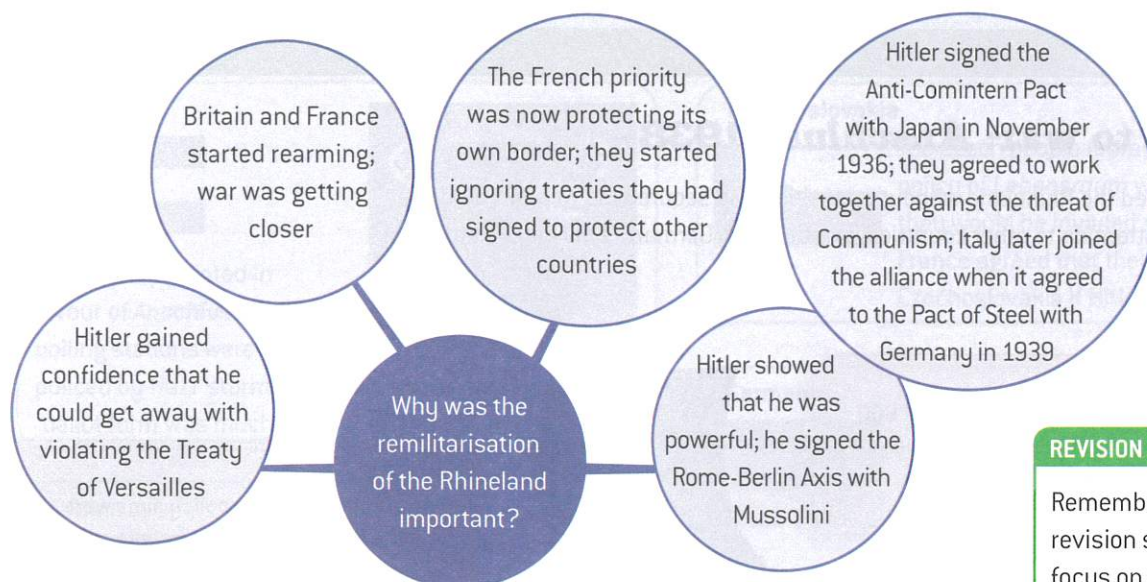 Britain and France
started rearming;
war was getting
closer
The French priority
was now protecting its
own border; they started
ignoring treaties they had
signed to protect other
countries
Hitler signed the
Anti-Comintern Pact
with Japan in November
1936; they agreed to work
together against the threat of
Communism; Italy later joined
the alliance when it agreed
to the Pact of Steel with
Germany in 1939
Hitler gained
confidence that he
could get away with
violating the Treaty
of Versailles
Why was the
remilitarisation
of the Rhineland
important?
Hitler showed
that he was
powerful; he signed the
Rome-Berlin Axis with
Mussolini
REVISION
Rememb
revision s
focus on